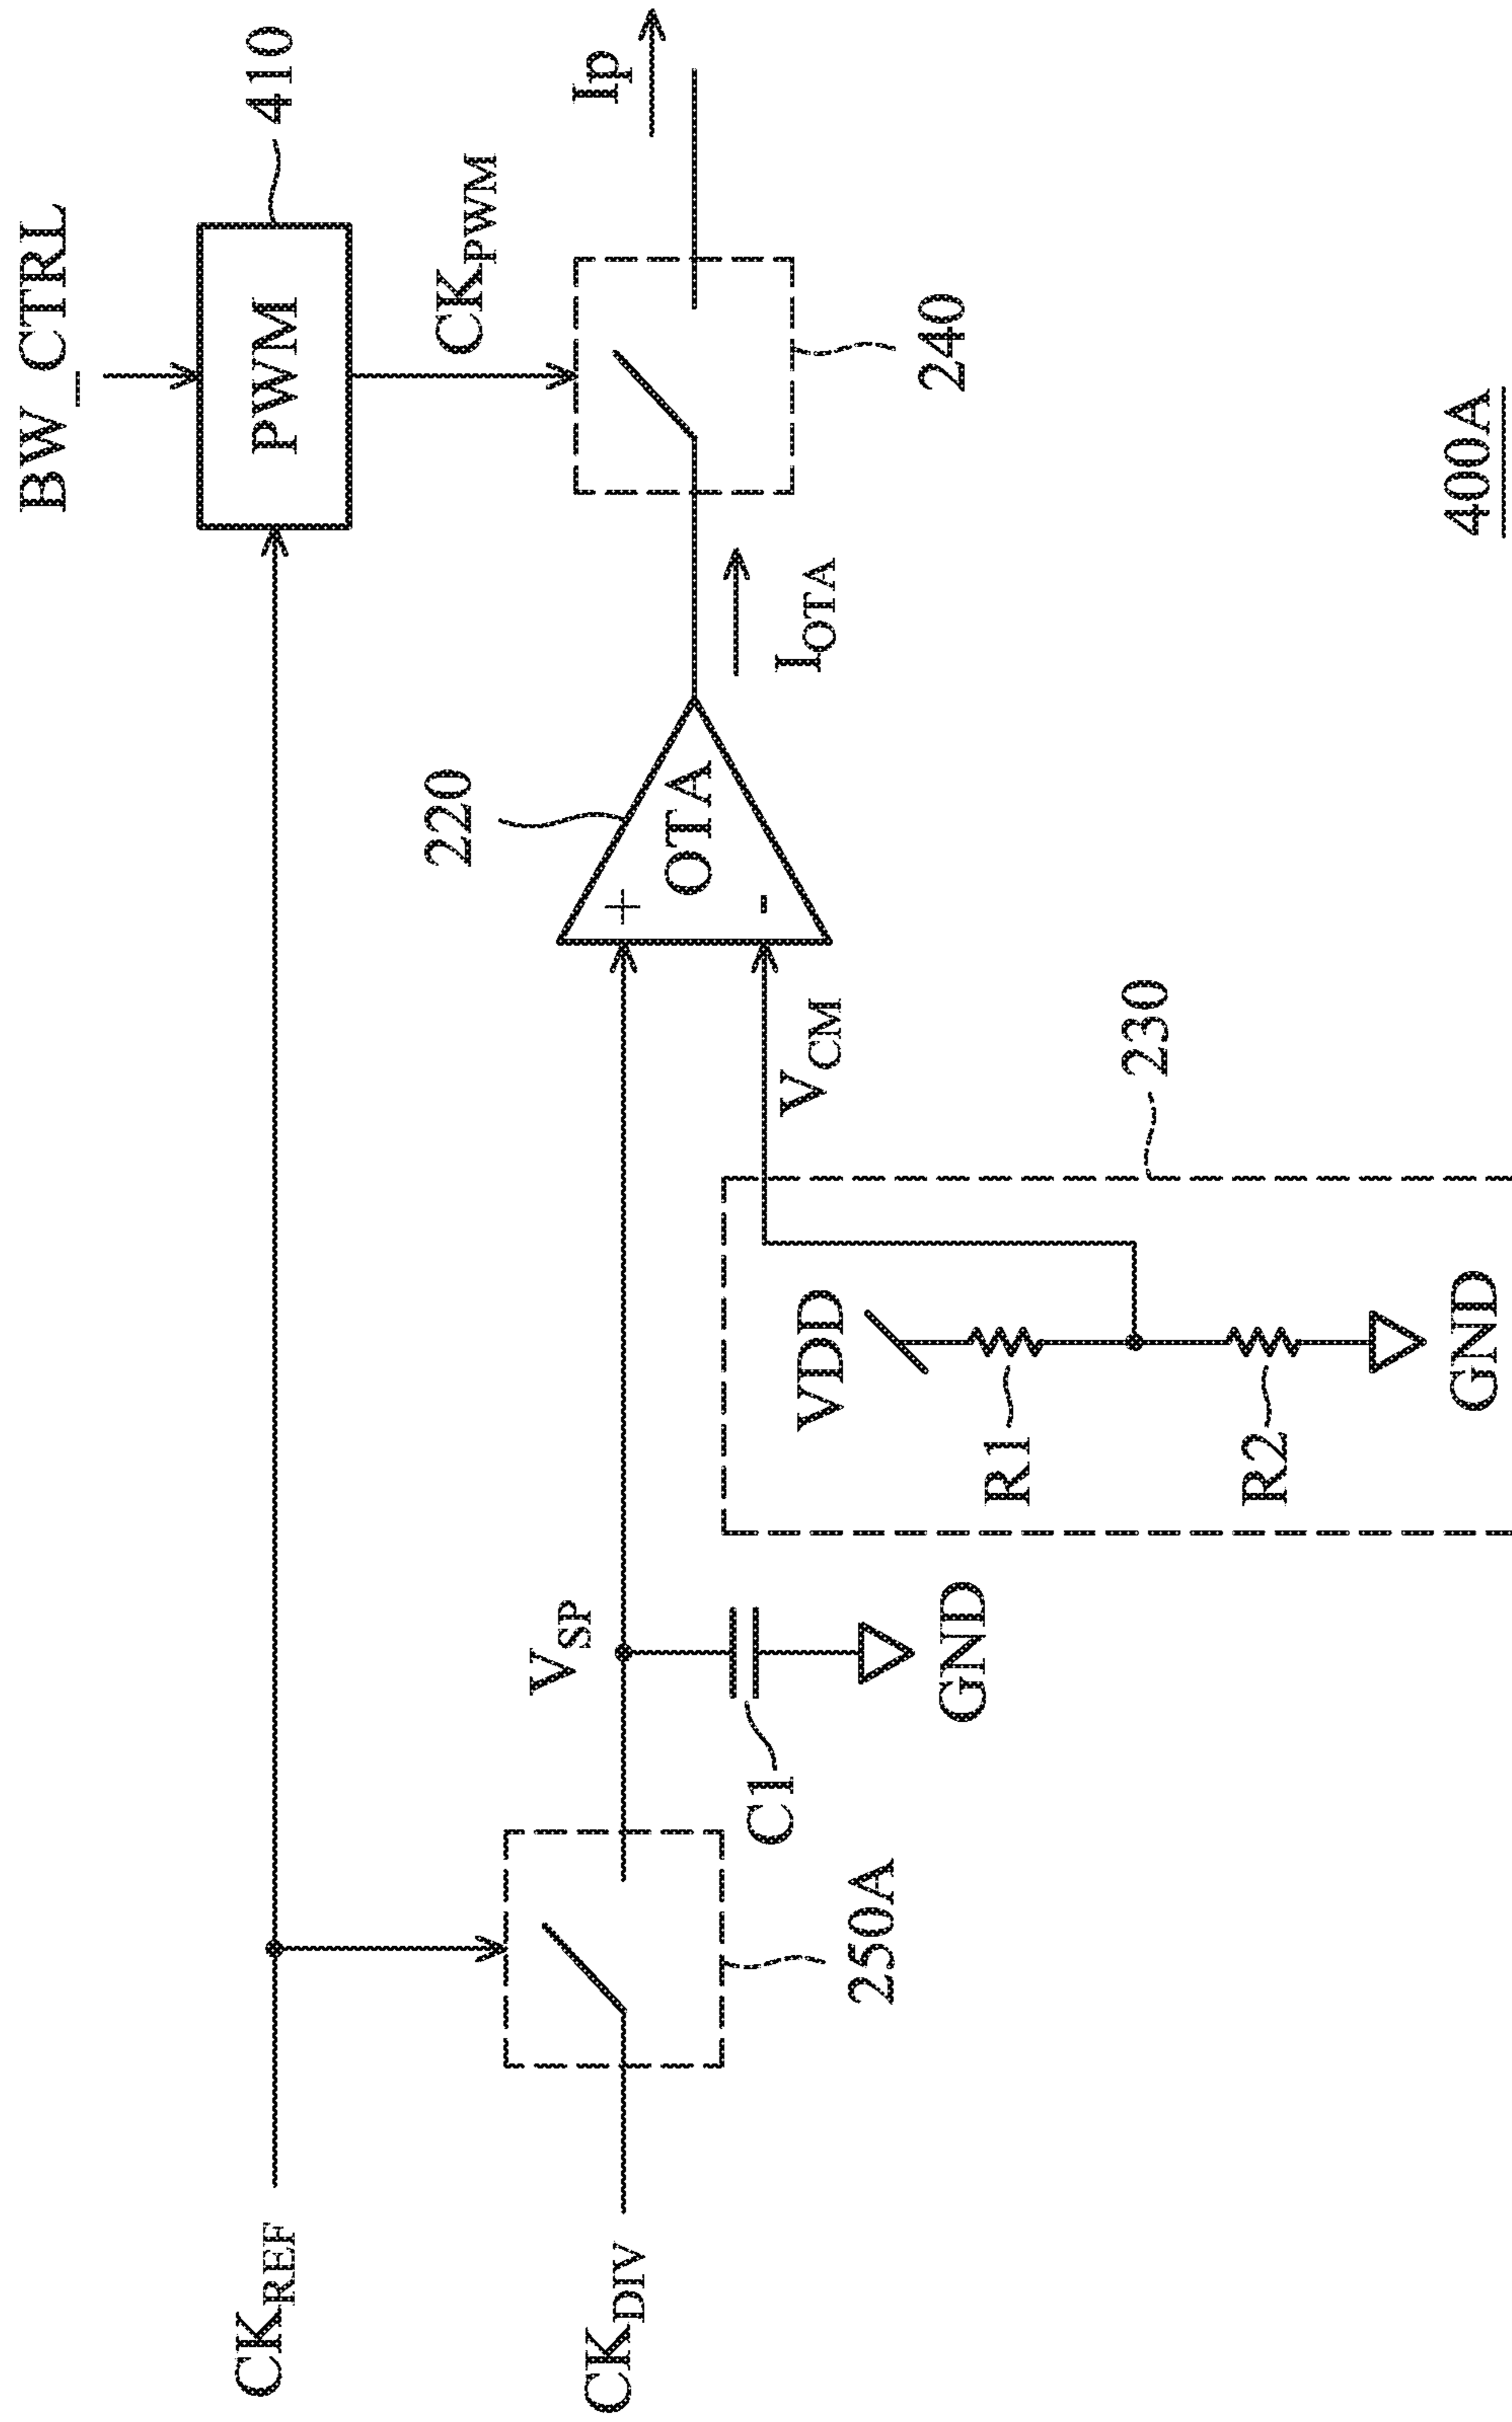 BW_CTRL
410
PWM
CK_REF
CK_PWM
Ip
220
OTA
+
-
I_OTA
240
CK_DIV
250A
V_SP
C1
GND
V_CM
230
VDD
R1
R2
GND
400A